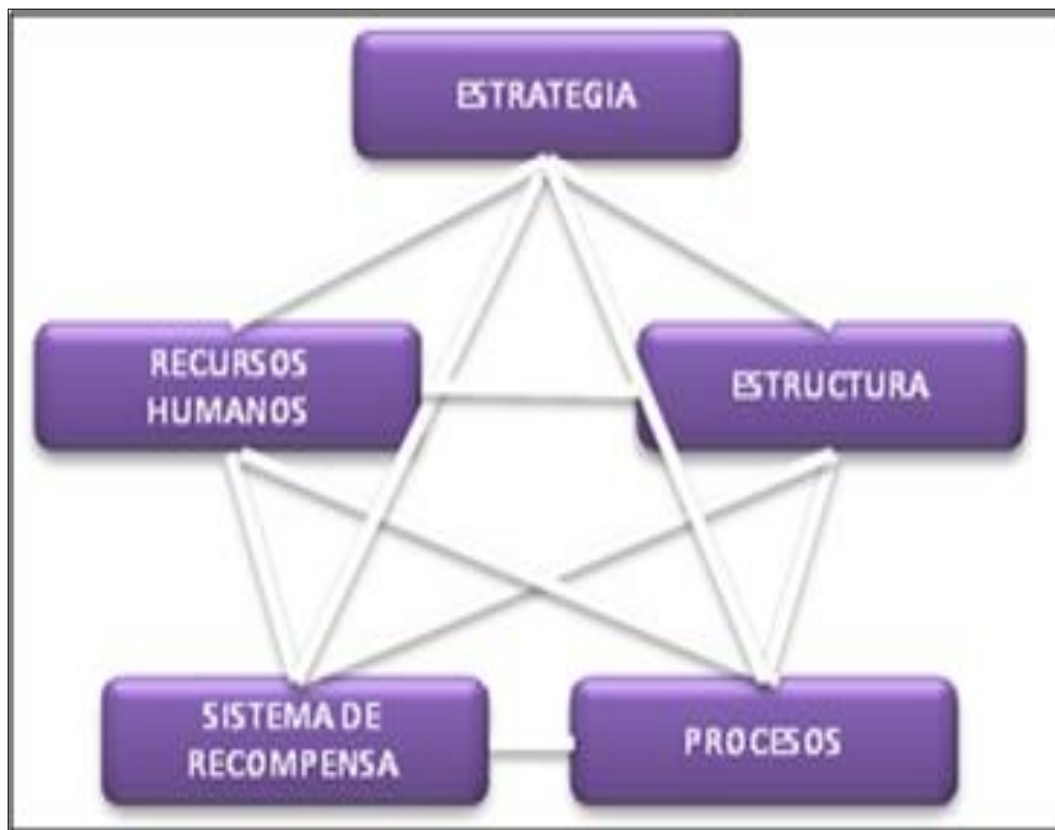 ESTRATEGIA
RECURSOS
HUMANOS
ESTRUCTURA
SISTEMA DE
RECOMPENSA
PROCESOS